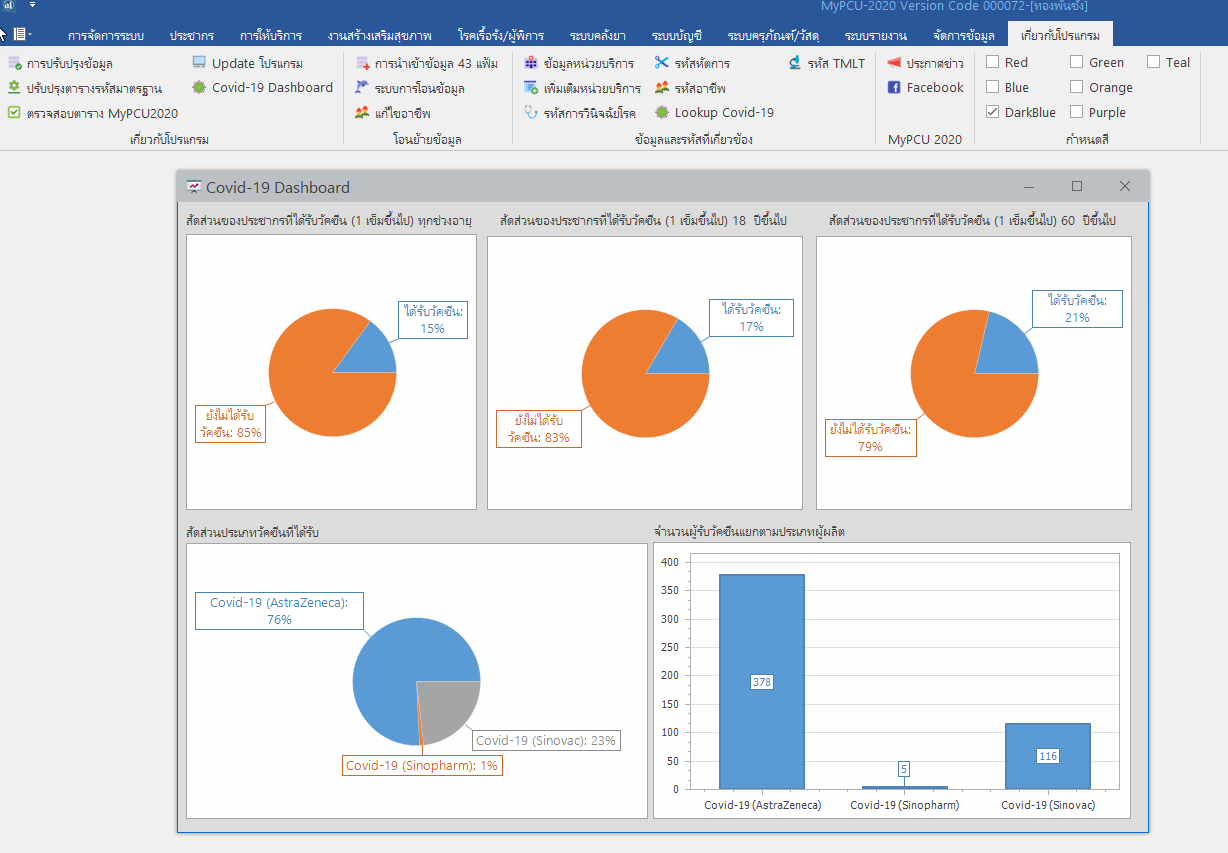 MyPCU-2020 Version Code 000072-[ทองพันชั่ง]
การจัดการระบบ ประชากร การให้บริการ งานสร้างเสริมสุขภาพ โรคเรื้อรัง/ผู้พิการ ระบบคลังยา ระบบบัญชี ระบบครุภัณฑ์/วัสดุ ระบบรายงาน จัดการข้อมูล เกี่ยวกับโปรแกรม
การปรับปรุงข้อมูล Update โปรแกรม การนำเข้าข้อมูล 43 แฟ้ม ข้อมูลหน่วยบริการ รหัสหัตการ รหัส TMLT ประกาศข่าว Red Green Teal
ปรับปรุงตารางรหัสมาตรฐาน Covid-19 Dashboard ระบบการโอนข้อมูล เพิ่มเติมหน่วยบริการ รหัสอาชีพ Facebook Blue Orange
ตรวจสอบตาราง MyPCU2020 แก้ไขอาชีพ รหัสการวินิจฉัยโรค Lookup Covid-19 DarkBlue Purple
เกี่ยวกับโปรแกรม โอนย้ายข้อมูล ข้อมูลและรหัสที่เกี่ยวข้อง MyPCU 2020 กำหนดสี
Covid-19 Dashboard
สัดส่วนของประชากรที่ได้รับวัคซีน (1 เข็มขึ้นไป) ทุกช่วงอายุ
ได้รับวัคซีน:
15%
ยังไม่ได้รับ
วัคซีน: 85%
สัดส่วนของประชากรที่ได้รับวัคซีน (1 เข็มขึ้นไป) 18 ปีขึ้นไป
ได้รับวัคซีน:
17%
ยังไม่ได้รับ
วัคซีน: 83%
สัดส่วนของประชากรที่ได้รับวัคซีน (1 เข็มขึ้นไป) 60 ปีขึ้นไป
ได้รับวัคซีน:
21%
ยังไม่ได้รับวัคซีน:
79%
สัดส่วนประเภทวัคซีนที่ได้รับ
Covid-19 (AstraZeneca):
76%
Covid-19 (Sinovac): 23%
Covid-19 (Sinopharm): 1%
จำนวนผู้รับวัคซีนแยกตามประเภทผู้ผลิต
400
350
300
250
200
150
100
50
0
378
5
116
Covid-19 (AstraZeneca) Covid-19 (Sinopharm) Covid-19 (Sinovac)